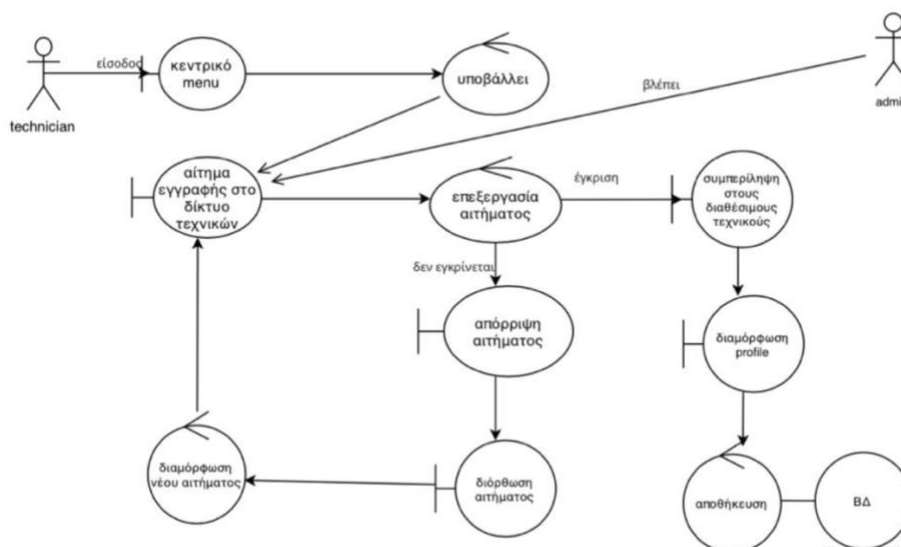 είσοδος
κεντρικό
menu
υποβάλλει
βλέπει
technician
admi
αίτημα
εγγραφής στο
δίκτυο
τεχνικών
επεξεργασία
αιτήματος
έγκριση
συμπερίληψη
στους
διαθέσιμους
τεχνικούς
δεν εγκρίνεται
απόρριψη
αιτήματος
διαμόρφωση
profile
διαμόρφωση
νέου αιτήματος
διόρθωση
αιτήματος
αποθήκευση
ΒΔ